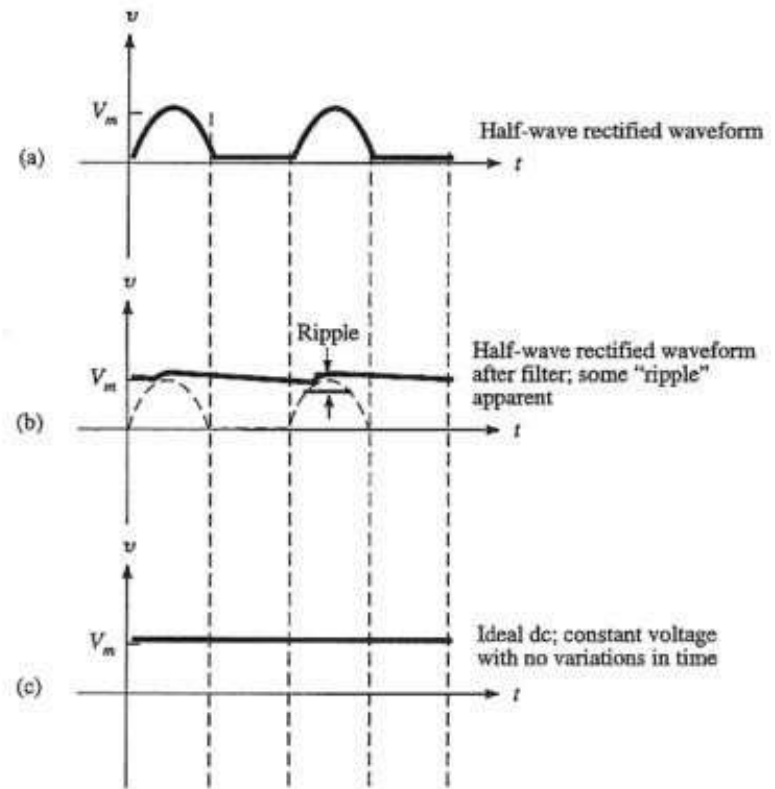 v
V_m
(a)
Half-wave rectified waveform
t
v
Ripple
V_m
Half-wave rectified waveform
after filter; some “ripple”
apparent
(b)
t
v
V_m
Ideal dc; constant voltage
with no variations in time
(c)
t